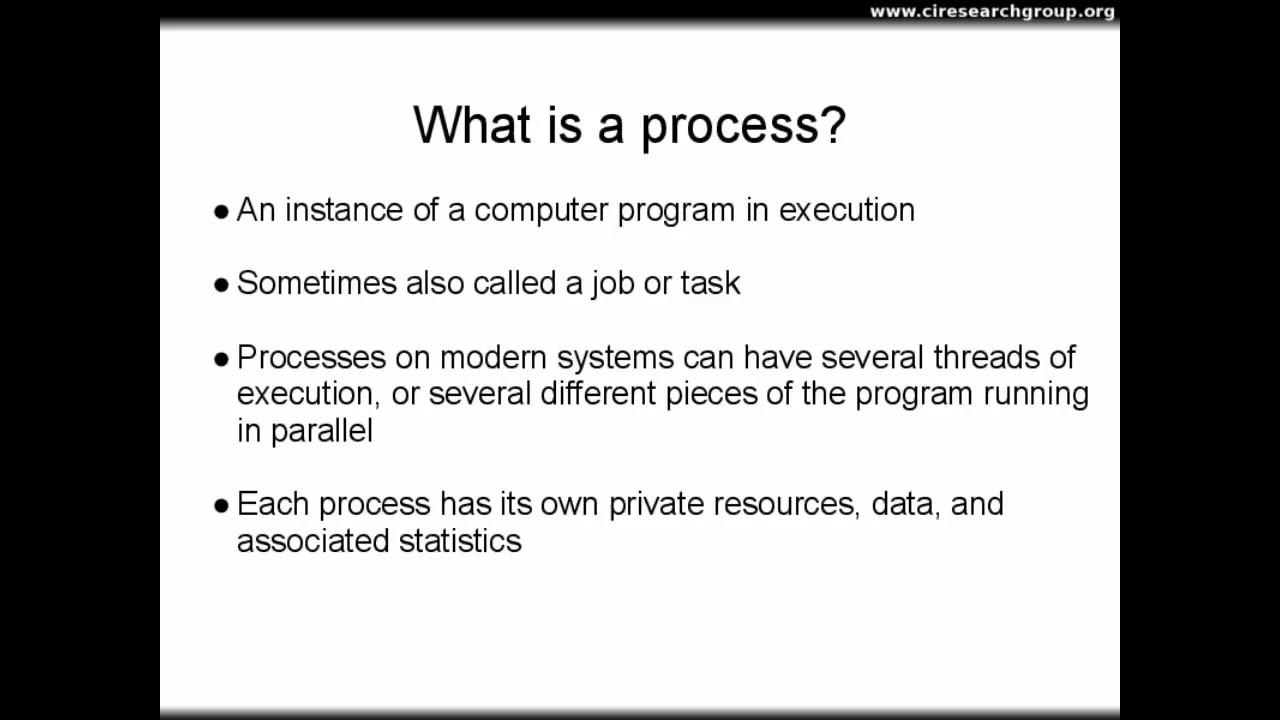 www.ciresearchgroup.org
What is a process?
● An instance of a computer program in execution
● Sometimes also called a job or task
● Processes on modern systems can have several threads of
execution, or several different pieces of the program running
in parallel
● Each process has its own private resources, data, and
associated statistics